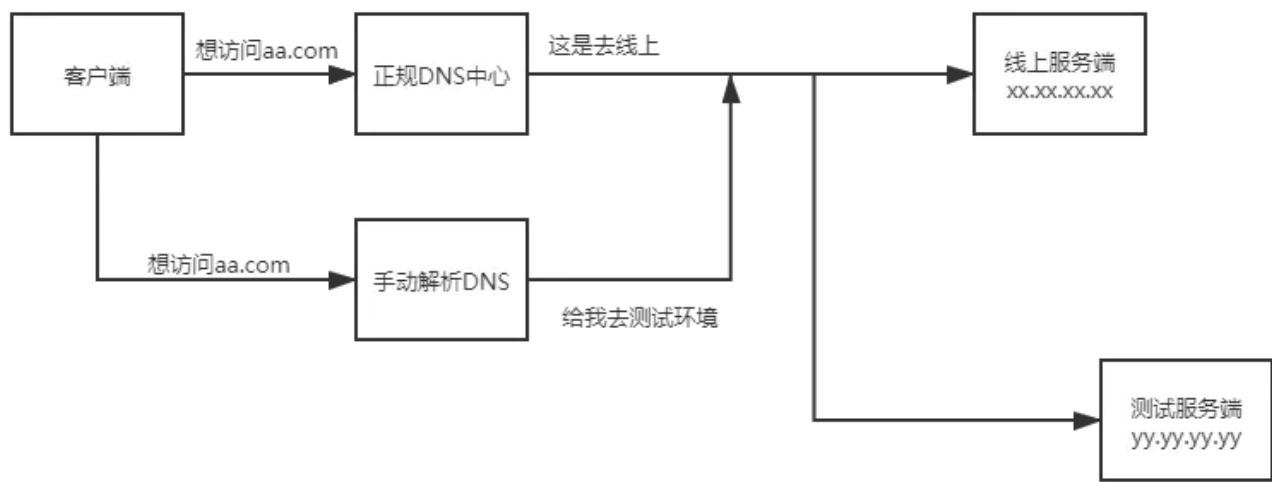 客户端
想访问aa.com
正规DNS中心
这是去线上
线上服务端
xx.xx.xx.xx
想访问aa.com
手动解析DNS
给我去测试环境
测试服务端
yy.yy.yy.yy